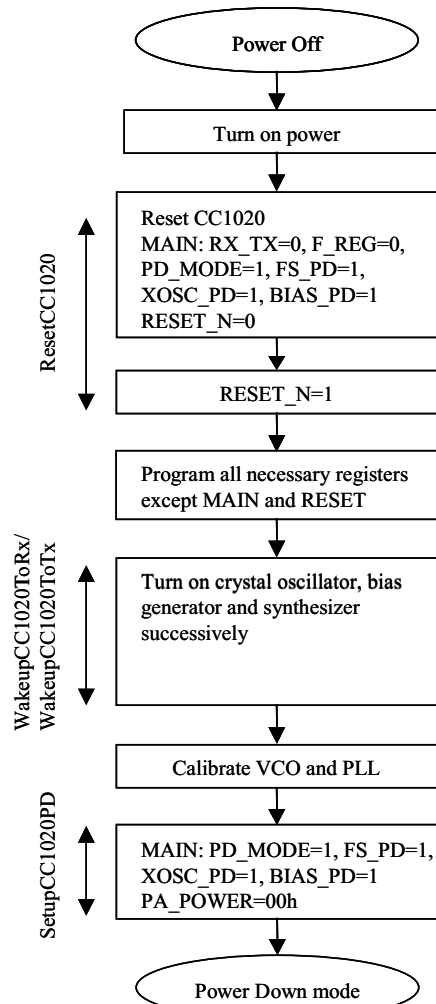 Power Off
Turn on power
ResetCC1020
Reset CC1020
MAIN: RX_TX=0, F_REG=0,
PD_MODE=1, FS_PD=1,
XOSC_PD=1, BIAS_PD=1
RESET_N=0
RESET_N=1
Program all necessary registers
except MAIN and RESET
WakeupCC1020ToRx/
WakeupCC1020ToTx
Turn on crystal oscillator, bias
generator and synthesizer
successively
Calibrate VCO and PLL
SetupCC1020PD
MAIN: PD_MODE=1, FS_PD=1,
XOSC_PD=1, BIAS_PD=1
PA_POWER=00h
Power Down mode